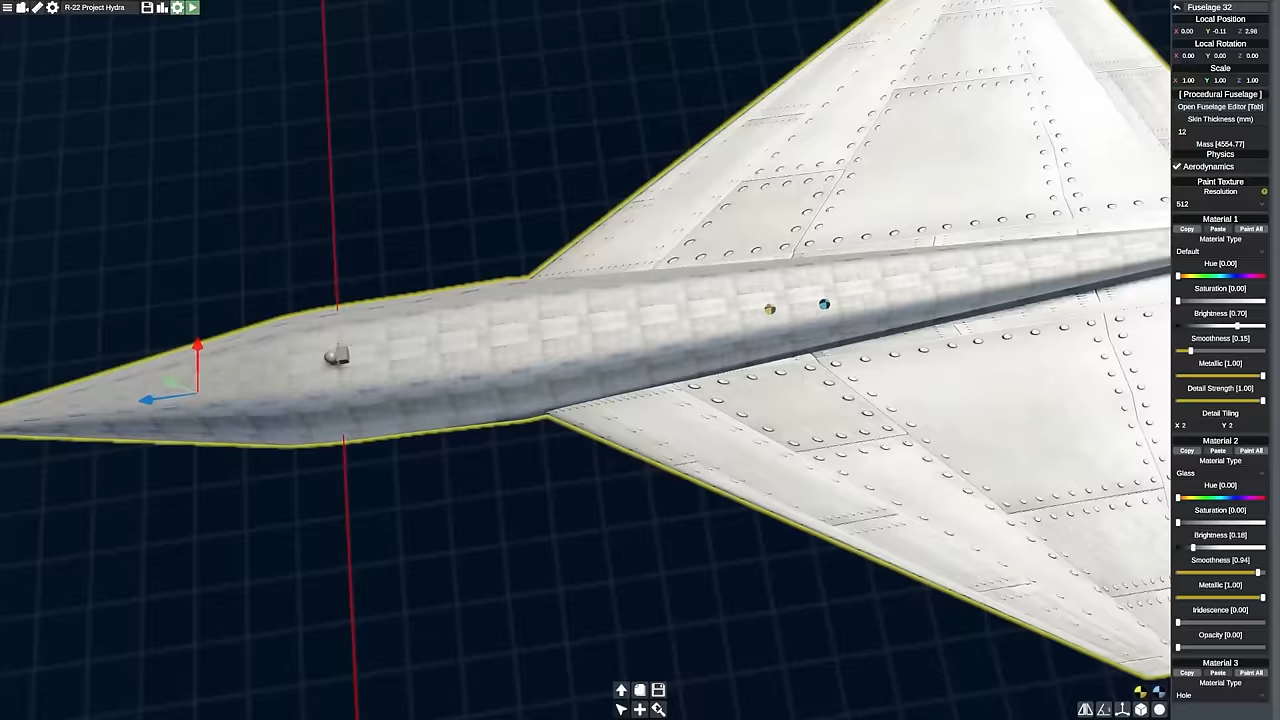 R-22 Project Hydra
Fuselage 32
Local Position
X 0.00 Y -0.11 Z 2.98
Local Rotation
X 0.00 Y 0.00 Z 0.00
Scale
X 1.00 Y 1.00 Z 1.00
[ Procedural Fuselage ]
Open Fuselage Editor [Tab]
Skin Thickness (mm)
12
Mass [4554.77]
Physics
Aerodynamics
Paint Texture
Resolution
512
Material 1
Copy Paste Paint All
Material Type
Default
Hue [0.00]
Saturation [0.00]
Brightness [0.70]
Smoothness [0.15]
Metallic [1.00]
Detail Strength [1.00]
Detail Tiling
X 2 Y 2
Material 2
Copy Paste Paint All
Material Type
Glass
Hue [0.00]
Saturation [0.00]
Brightness [0.18]
Smoothness [0.94]
Metallic [1.00]
Iridescence [0.00]
Opacity [0.00]
Material 3
Copy Paste Paint All
Material Type
Hole